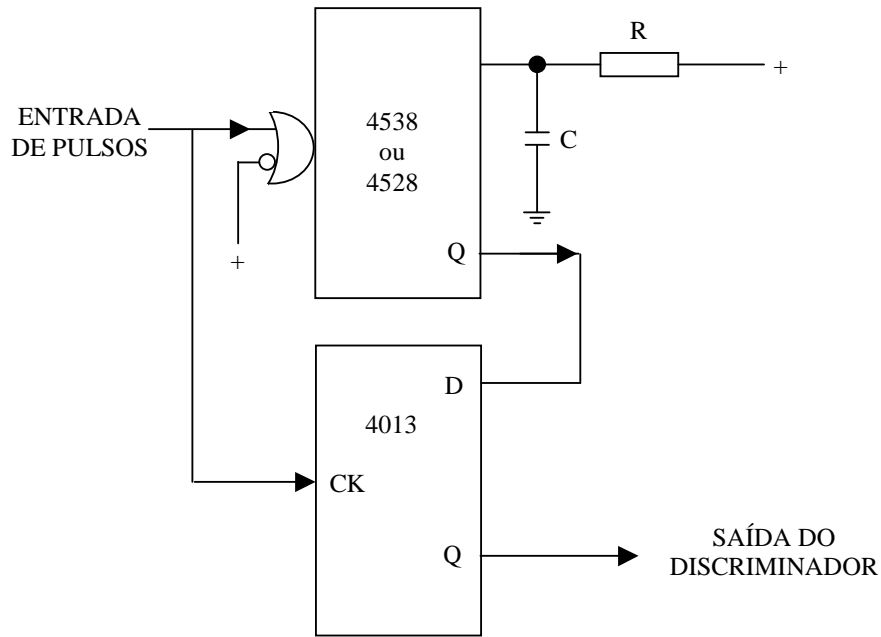 R
+
ENTRADA
DE PULSOS
4538
ou
4528
C
+
Q
D
4013
CK
Q
SAÍDA DO
DISCRIMINADOR